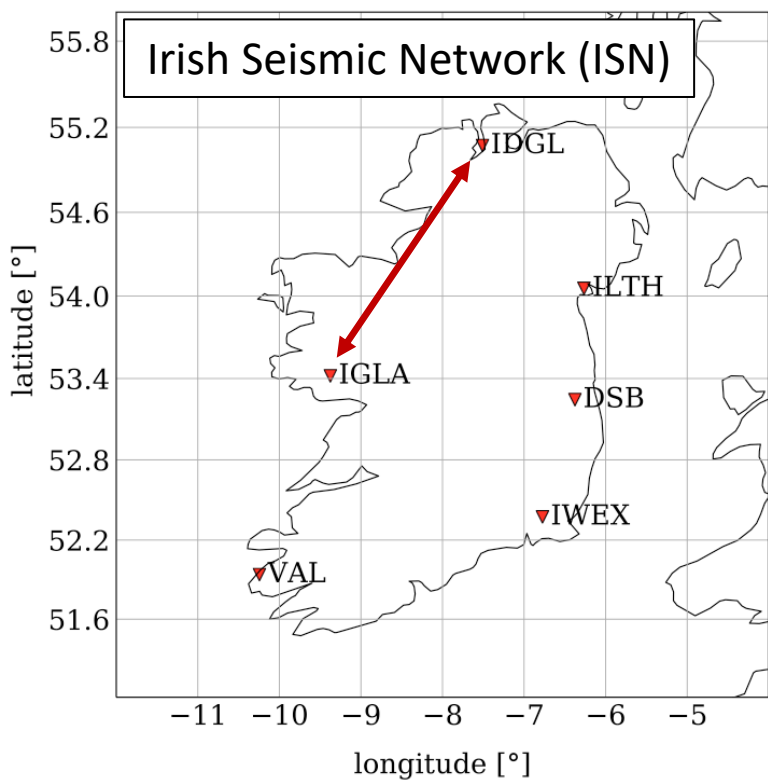 Irish Seismic Network (ISN)
55.8
55.2
54.6
54.0
53.4
52.8
52.2
51.6
latitude [°]
IDGL
ILTH
IGLA
DSB
IWEX
VAL
−11 −10 −9 −8 −7 −6 −5
longitude [°]